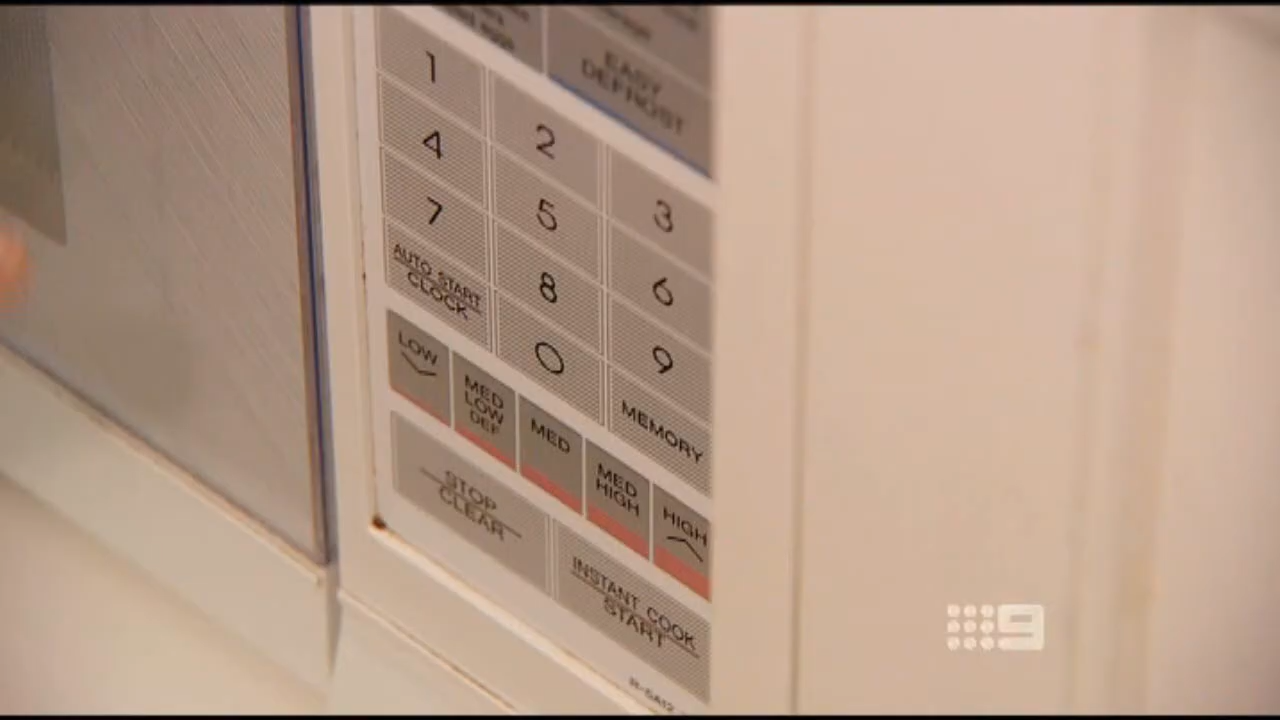 EASY
DEFROST
1
2
3
4
5
6
7
8
9
AUTO START
CLOCK
0
MEMORY
LOW
MED
LOW
DEF
MED
MED
HIGH
HIGH
STOP
CLEAR
INSTANT COOK
START
9